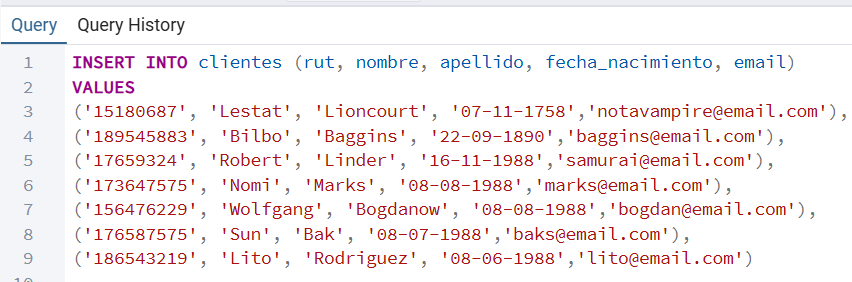 Query Query History
1 INSERT INTO clientes (rut, nombre, apellido, fecha_nacimiento, email)
2 VALUES
3 ('15180687', 'Lestat', 'Lioncourt', '07-11-1758','notavampire@email.com'),
4 ('189545883', 'Bilbo', 'Baggins', '22-09-1890','baggins@email.com'),
5 ('17659324', 'Robert', 'Linder', '16-11-1988','samurai@email.com'),
6 ('173647575', 'Nomi', 'Marks', '08-08-1988','marks@email.com'),
7 ('156476229', 'Wolfgang', 'Bogdanow', '08-08-1988','bogdan@email.com'),
8 ('176587575', 'Sun', 'Bak', '08-07-1988','baks@email.com'),
9 ('186543219', 'Lito', 'Rodriguez', '08-06-1988','lito@email.com')
10